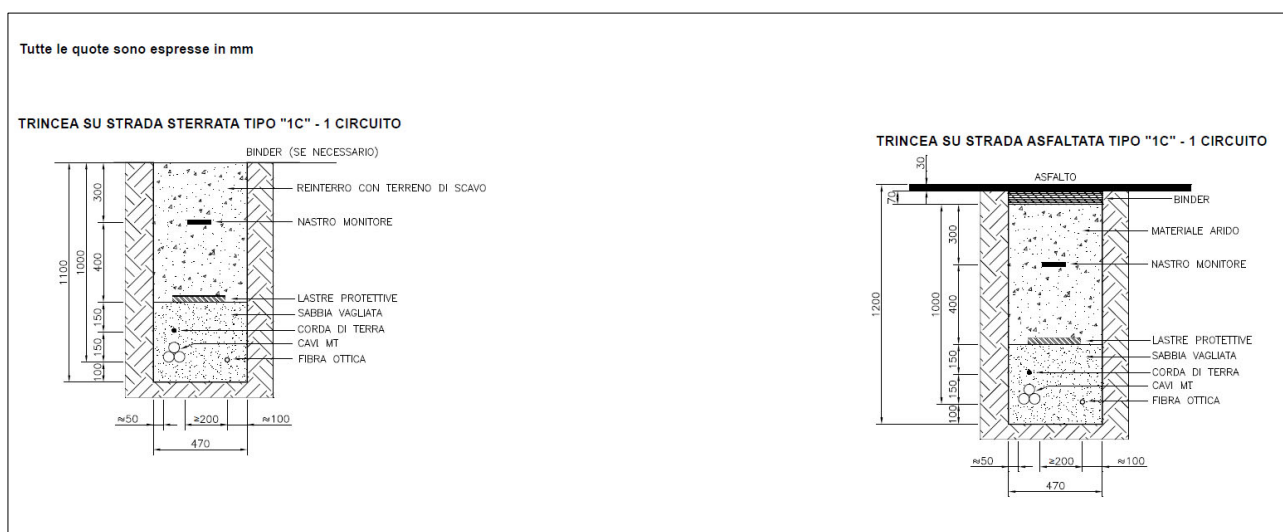 Tutte le quote sono espresse in mm
TRINCEA SU STRADA STERRATA TIPO "1C" - 1 CIRCUITO
BINDER (SE NECESSARIO)
REINTERRO CON TERRENO DI SCAVO
NASTRO MONITORE
LASTRE PROTETTIVE
SABBIA VAGLIATA
CORDA DI TERRA
CAVI MT
FIBRA OTTICA
1100
1000
300
400
150
150
100
≈50
≥200
≈100
470
TRINCEA SU STRADA ASFALTATA TIPO "1C" - 1 CIRCUITO
30
ASFALTO
70
BINDER
MATERIALE ARIDO
NASTRO MONITORE
LASTRE PROTETTIVE
SABBIA VAGLIATA
CORDA DI TERRA
CAVI MT
FIBRA OTTICA
1200
1000
300
400
150
150
100
≈50
≥200
≈100
470